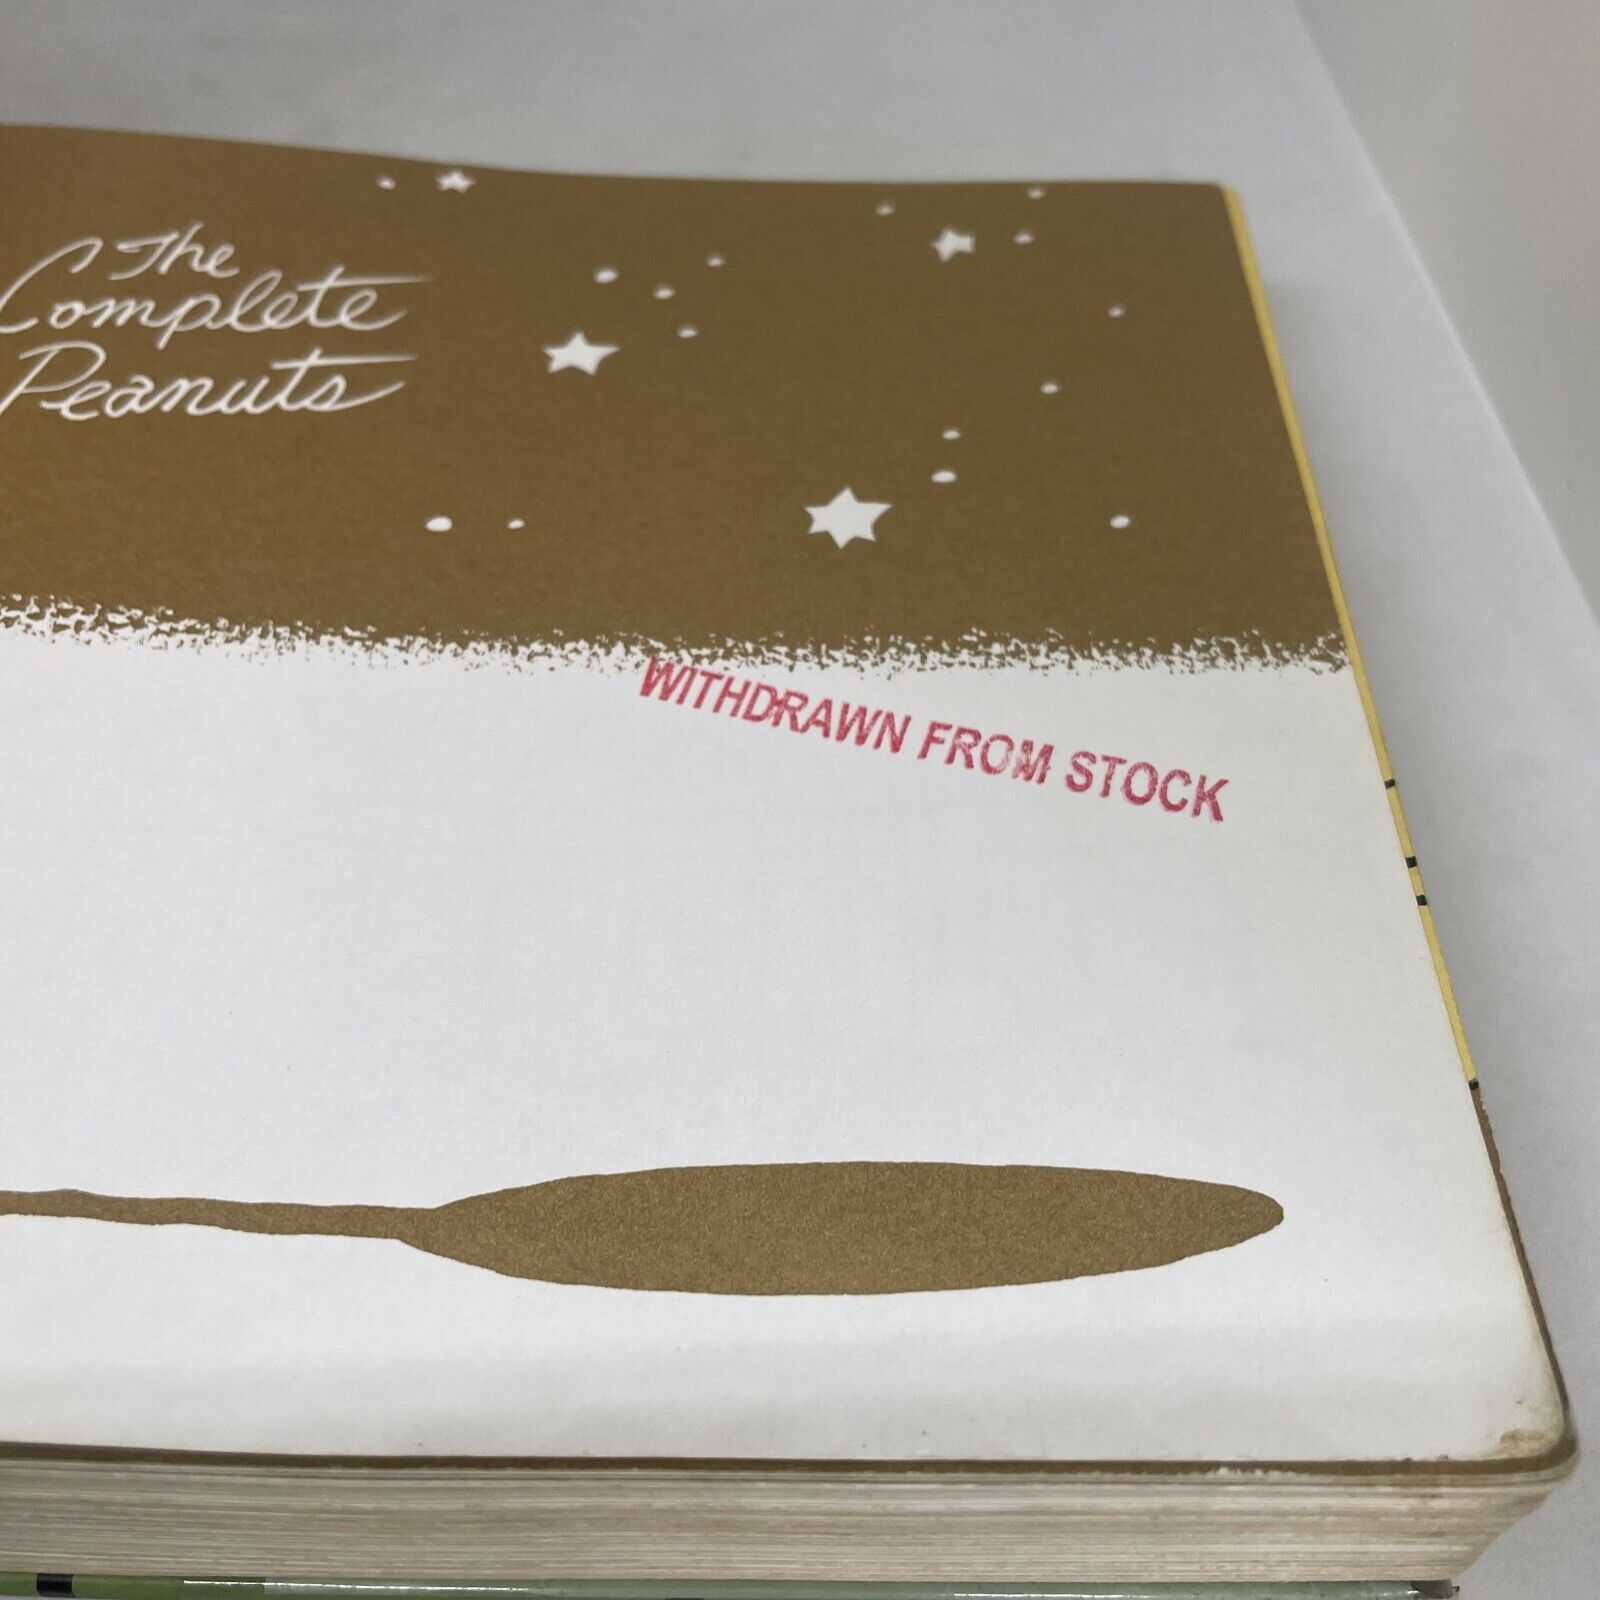 The
Complete
Peanuts
WITHDRAWN FROM STOCK